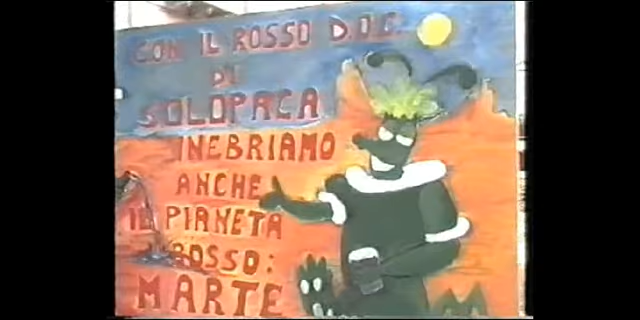 CON IL ROSSO D.O.C.
DI
SOLOPACA
INEBRIAMO
ANCHE
IL PIANETA
ROSSO:
MARTE